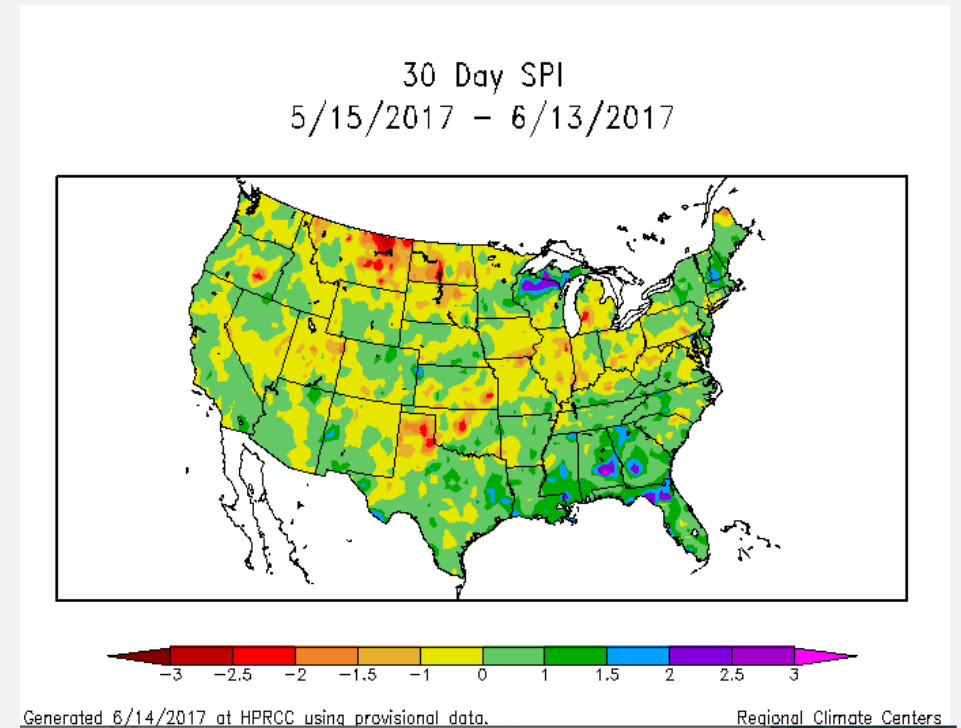 30 Day SPI
5/15/2017 – 6/13/2017
-3 -2.5 -2 -1.5 -1 0 1 1.5 2 2.5 3
Generated 6/14/2017 at HPRCC using provisional data. Regional Climate Centers